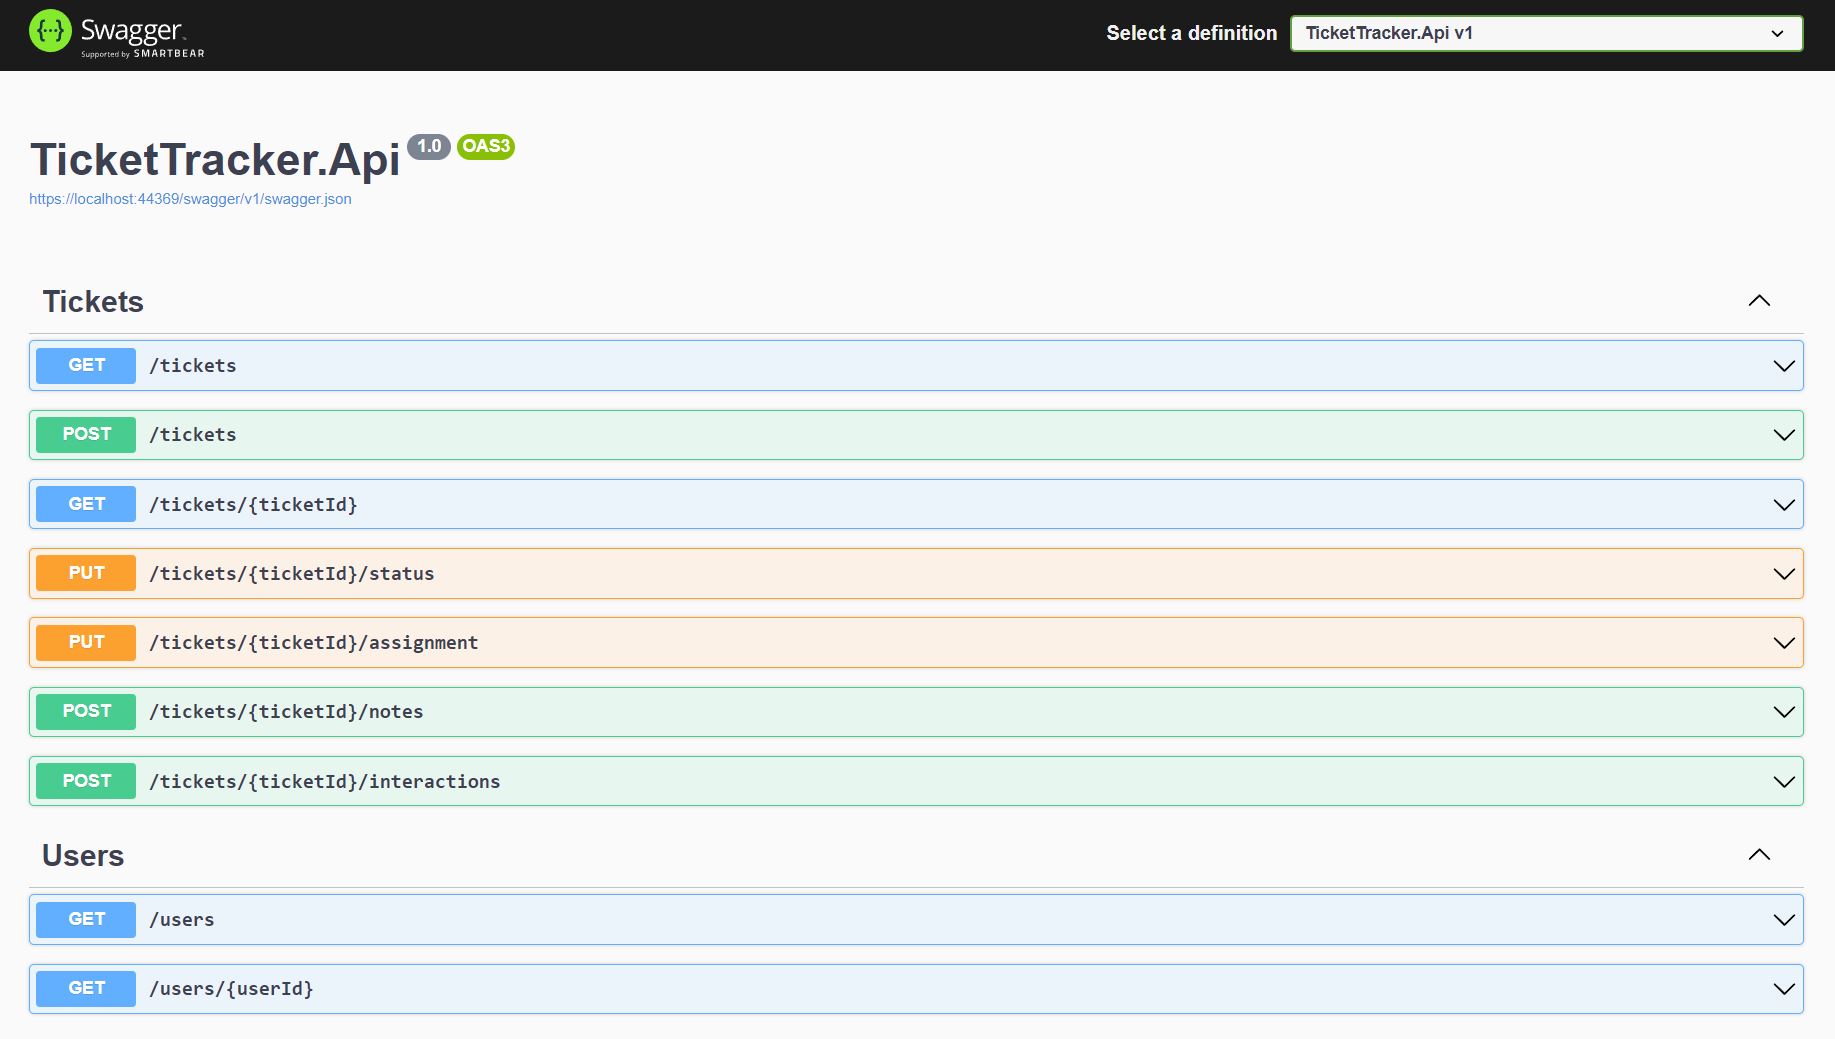 Swagger
Supported by SMARTBEAR
Select a definition
TicketTracker.Api v1
TicketTracker.Api 1.0 OAS3
https://localhost:44369/swagger/v1/swagger.json
Tickets
GET /tickets
POST /tickets
GET /tickets/{ticketId}
PUT /tickets/{ticketId}/status
PUT /tickets/{ticketId}/assignment
POST /tickets/{ticketId}/notes
POST /tickets/{ticketId}/interactions
Users
GET /users
GET /users/{userId}